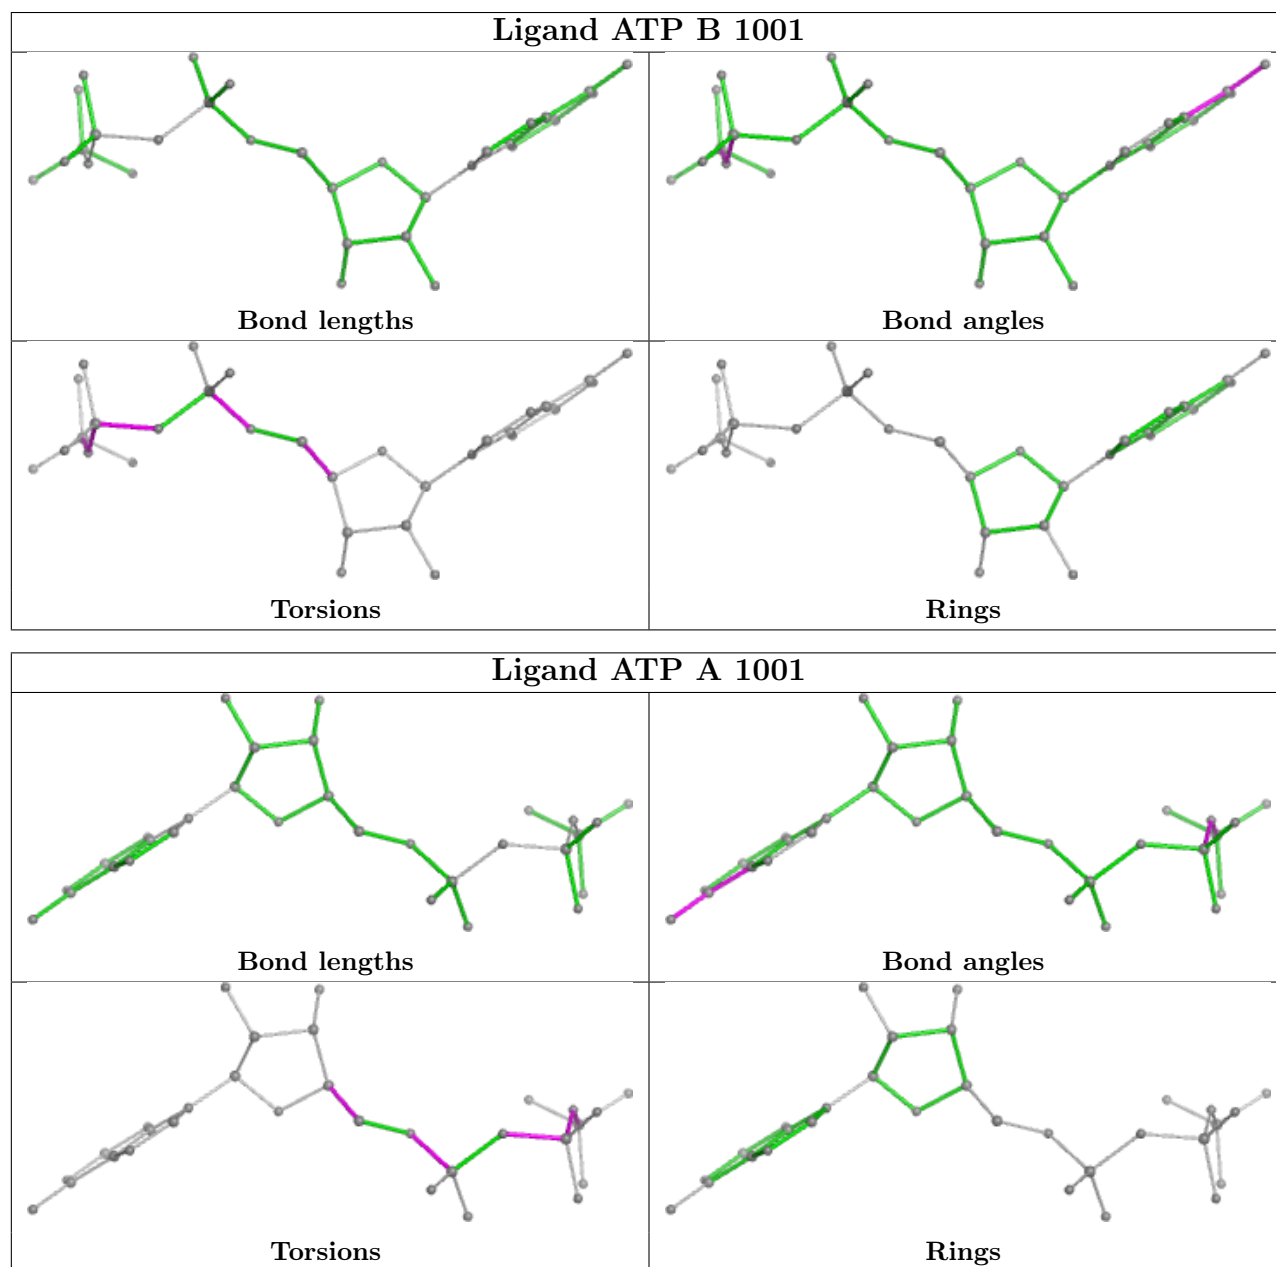 Ligand ATP B 1001
Bond lengths
Bond angles
Torsions
Rings
Ligand ATP A 1001
Bond lengths
Bond angles
Torsions
Rings